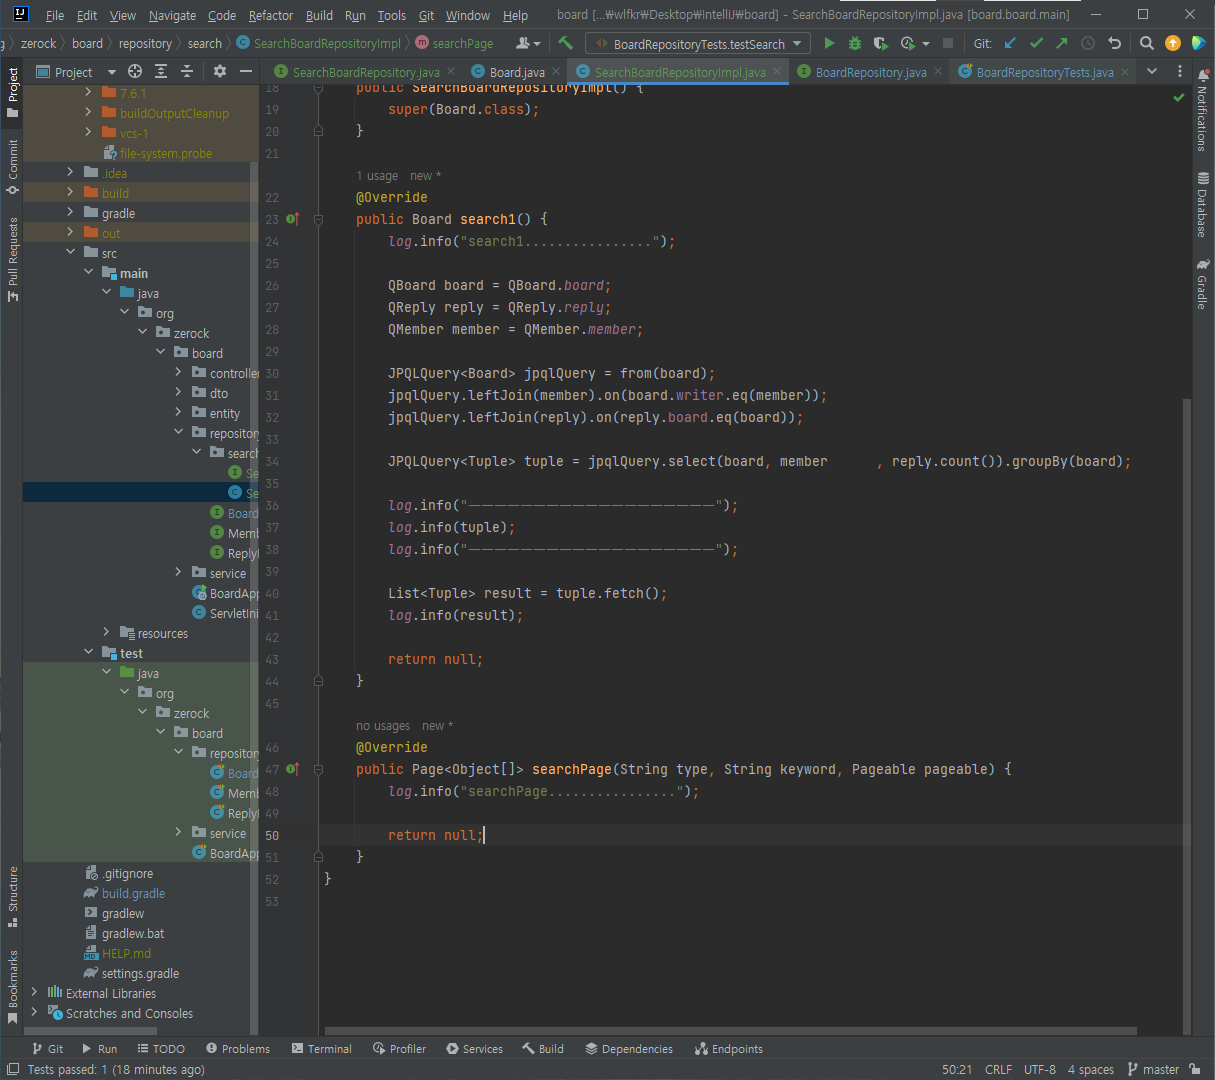 File Edit View Navigate Code Refactor Build Run Tools Git Window Help board [...₩wlfkr₩Desktop₩IntelliJ₩board] - SearchBoardRepositoryImpl.java [board.board.main]
zerock board repository search SearchBoardRepositoryImpl searchPage BoardRepositoryTests.testSearch Git:
Project SearchBoardRepository.java Board.java SearchBoardRepositoryImpl.java BoardRepository.java BoardRepositoryTests.java
Project
Commit
Pull Requests
Structure
Bookmarks
7.6.1
buildOutputCleanup
vcs-1
file-system.probe
.idea
build
gradle
out
src
main
java
org
zerock
board
controlle
dto
entity
repository
search
Se
Se
Board
Memb
Reply
service
BoardApp
ServletIni
resources
test
java
org
zerock
board
repository
Board
Memb
Reply
service
BoardApp
.gitignore
build.gradle
gradlew
gradlew.bat
HELP.md
settings.gradle
External Libraries
Scratches and Consoles
18 public SearchBoardRepositoryImpl() {
19 super(Board.class);
20 }
21
1 usage new *
22 @Override
23 public Board search1() {
24 log.info("search1................");
25
26 QBoard board = QBoard.board;
27 QReply reply = QReply.reply;
28 QMember member = QMember.member;
29
30 JPQLQuery<Board> jpqlQuery = from(board);
31 jpqlQuery.leftJoin(member).on(board.writer.eq(member));
32 jpqlQuery.leftJoin(reply).on(reply.board.eq(board));
33
34 JPQLQuery<Tuple> tuple = jpqlQuery.select(board, member , reply.count()).groupBy(board);
35
36 log.info("———————————————————");
37 log.info(tuple);
38 log.info("———————————————————");
39
40 List<Tuple> result = tuple.fetch();
41 log.info(result);
42
43 return null;
44 }
45
no usages new *
46 @Override
47 public Page<Object[]> searchPage(String type, String keyword, Pageable pageable) {
48 log.info("searchPage................");
49
50 return null;
51 }
52 }
53
Notifications
Database
Gradle
Git Run TODO Problems Terminal Profiler Services Build Dependencies Endpoints
Tests passed: 1 (18 minutes ago) 50:21 CRLF UTF-8 4 spaces master